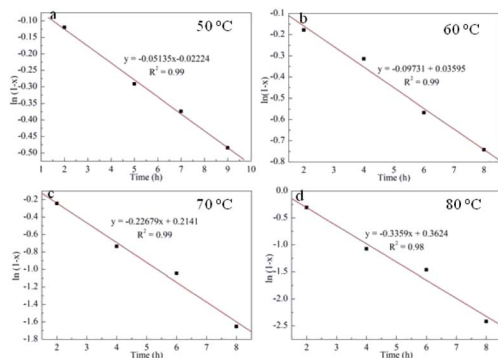 a
50 °C
-0.10
-0.15
-0.20
-0.25
-0.30
-0.35
-0.40
-0.45
-0.50
ln (1-x)
y = -0.05135x-0.02224
R² = 0.99
1 2 3 4 5 6 7 8 9 10
Time (h)
b
60 °C
-0.1
-0.2
-0.3
-0.4
-0.5
-0.6
-0.7
-0.8
ln(1-x)
y = -0.09731 + 0.03595
R² = 0.99
2 4 6 8
Time (h)
c
70 °C
-0.2
-0.4
-0.6
-0.8
-1.0
-1.2
-1.4
-1.6
-1.8
ln (1-x)
y = -0.22679x + 0.2141
R² = 0.99
2 4 6 8
Time (h)
d
80 °C
0.0
-0.5
-1.0
-1.5
-2.0
-2.5
ln (1-x)
y = -0.3359x + 0.3624
R² = 0.98
2 4 6 8
Time (h)